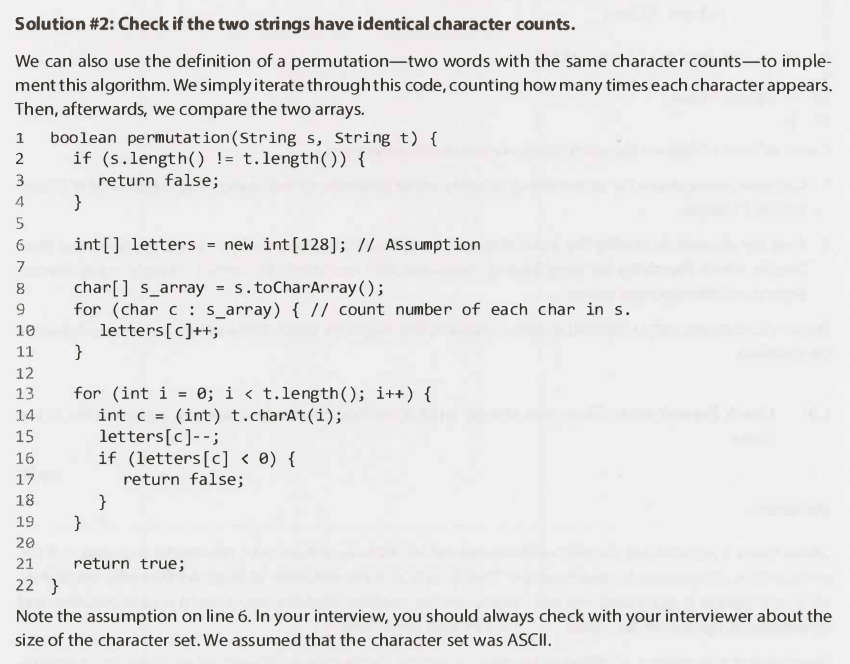 Solution #2: Check if the two strings have identical character counts.
We can also use the definition of a permutation—two words with the same character counts—to imple-
ment this algorithm. We simply iterate through this code, counting how many times each character appears.
Then, afterwards, we compare the two arrays.
1 boolean permutation(String s, String t) {
2 if (s.length() != t.length()) {
3 return false;
4 }
5
6 int[] letters = new int[128]; // Assumption
7
8 char[] s_array = s.toCharArray();
9 for (char c : s_array) { // count number of each char in s.
10 letters[c]++;
11 }
12
13 for (int i = 0; i < t.length(); i++) {
14 int c = (int) t.charAt(i);
15 letters[c]--;
16 if (letters[c] < 0) {
17 return false;
18 }
19 }
20
21 return true;
22 }
Note the assumption on line 6. In your interview, you should always check with your interviewer about the
size of the character set. We assumed that the character set was ASCII.